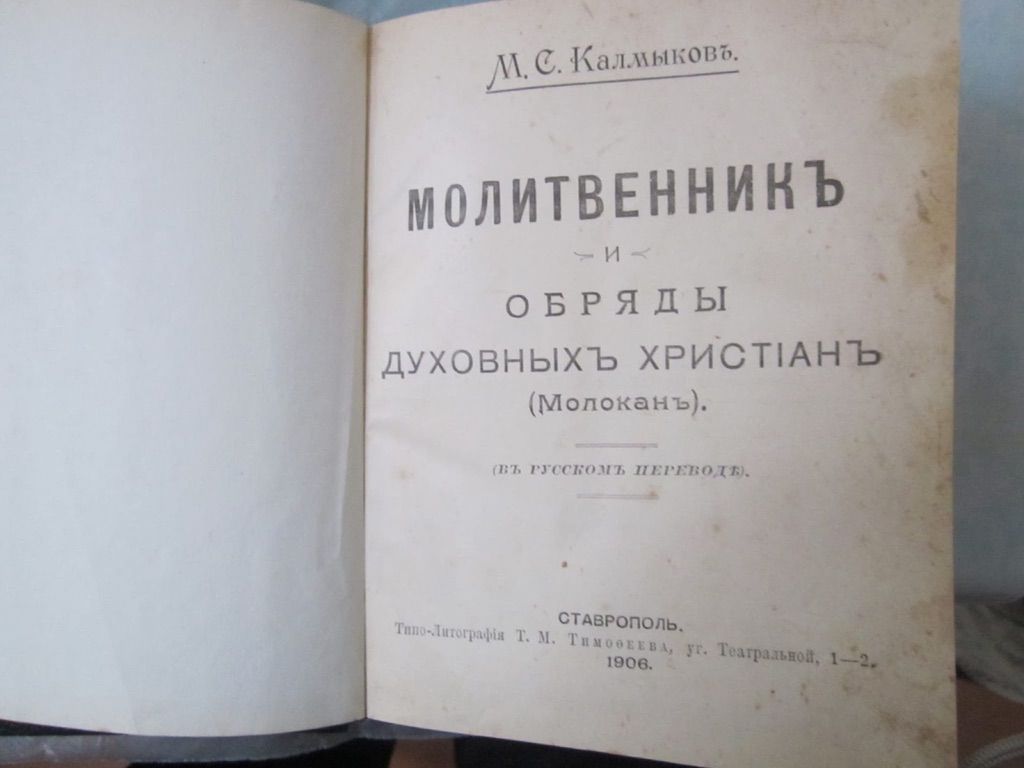 М. С. Калмыковъ.
МОЛИТВЕННИКЪ
И
ОБРЯДЫ
ДУХОВНЫХЪ ХРИСТІАНЪ
(Молоканъ).
(ВЪ РУССКОМЪ ПЕРЕВОДѢ).
СТАВРОПОЛЬ.
Типо-Литографія Т. М. Тимоѳеева, уг. Театральной, 1—2.
1906.